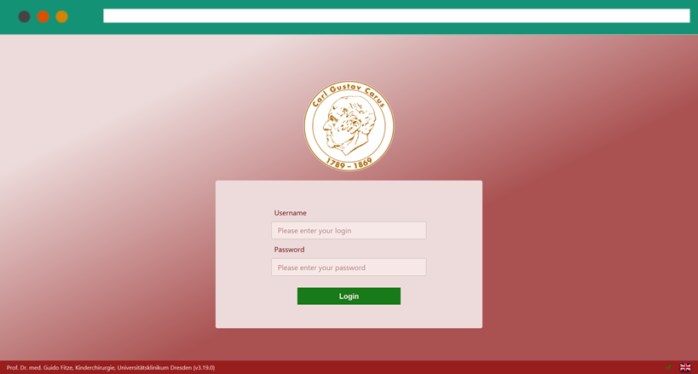 Carl Gustav Carus
1789 - 1869
Username
Please enter your login
Password
Please enter your password
Login
Prof. Dr. med. Guido Fitze, Kinderchirurgie, Universitätsklinikum Dresden (v3.19.0)